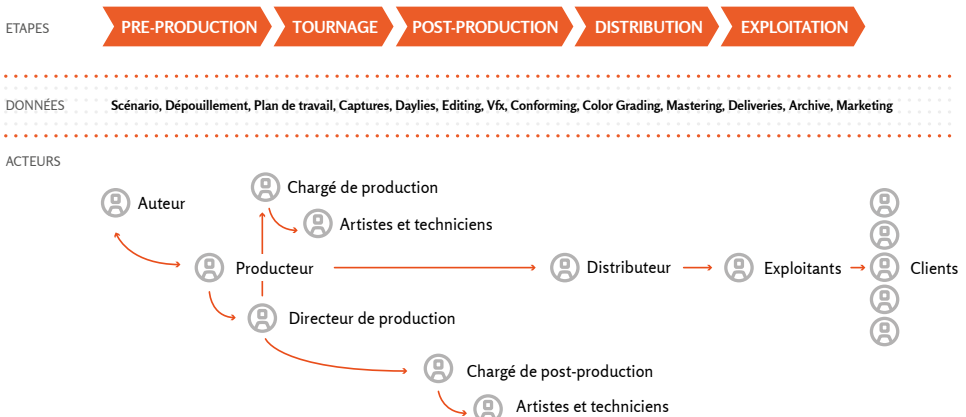 ETAPES
PRE-PRODUCTION TOURNAGE POST-PRODUCTION DISTRIBUTION EXPLOITATION
DONNÉES
Scénario, Dépouillement, Plan de travail, Captures, Daylies, Editing, Vfx, Conforming, Color Grading, Mastering, Deliveries, Archive, Marketing
ACTEURS
Chargé de production
Auteur
Artistes et techniciens
Producteur
Distributeur
Exploitants
Clients
Directeur de production
Chargé de post-production
Artistes et techniciens